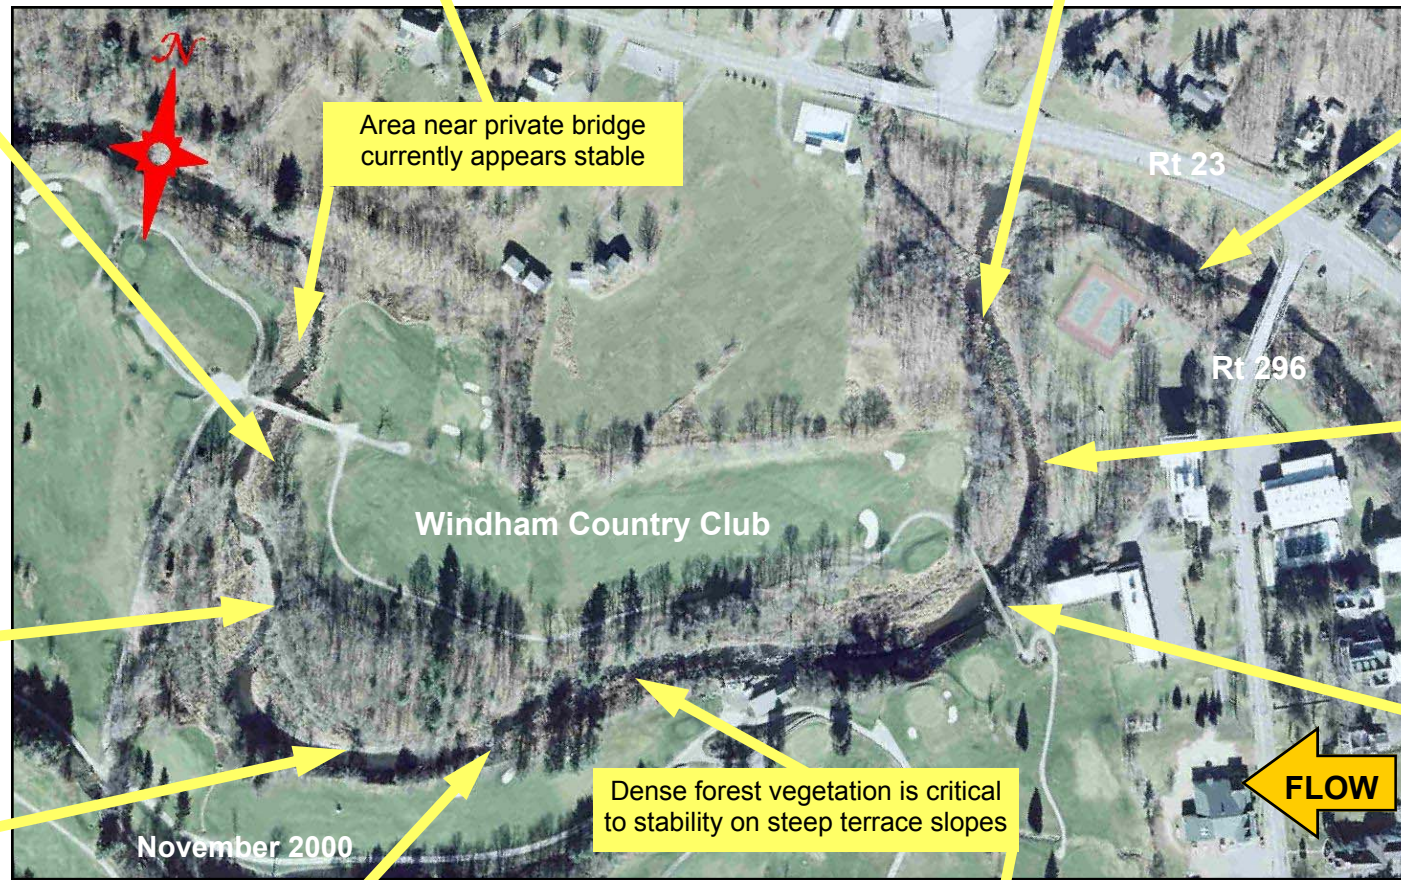 N
Area near private bridge
currently appears stable
Rt 23
Rt 296
Windham Country Club
Dense forest vegetation is critical
to stability on steep terrace slopes
FLOW
November 2000